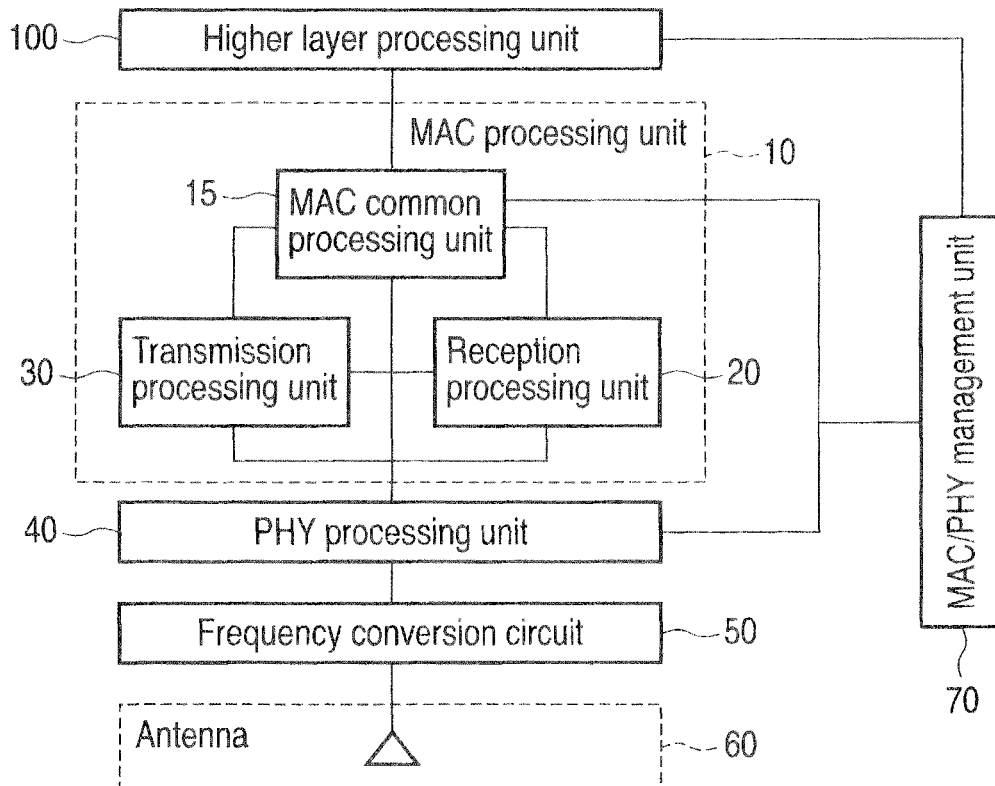 100
Higher layer processing unit
MAC processing unit
10
15
MAC common
processing unit
30
Transmission
processing unit
Reception
processing unit
20
MAC/PHY management unit
70
40
PHY processing unit
Frequency conversion circuit
50
Antenna
60